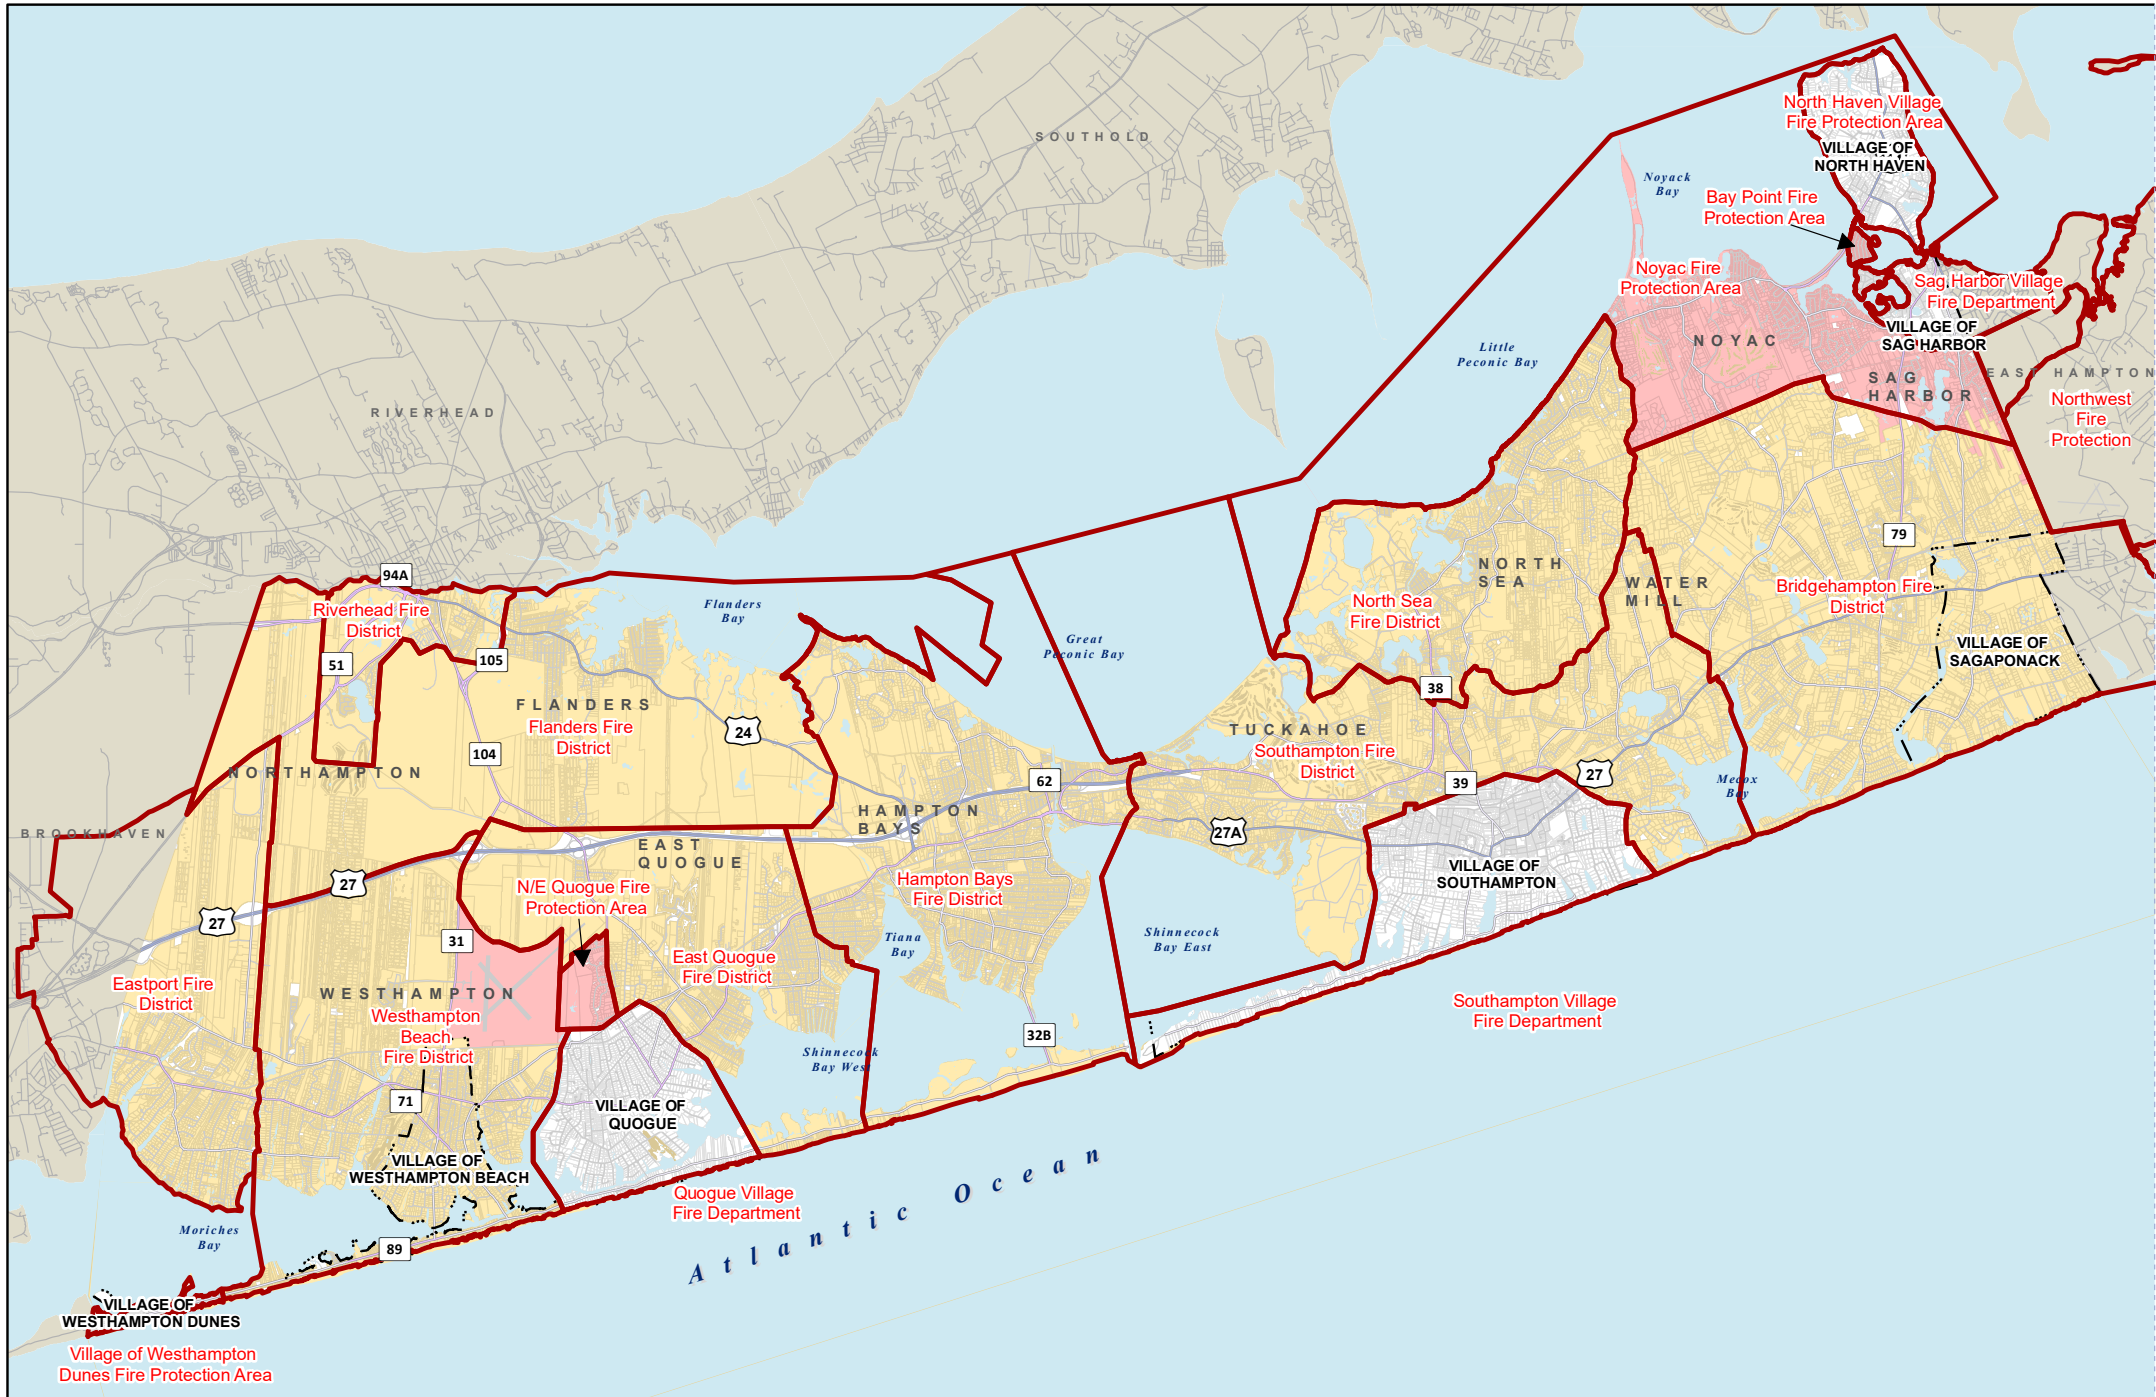 SOUTHOLD
North Haven Village
Fire Protection Area
VILLAGE OF
NORTH HAVEN
Noyack
Bay
Bay Point Fire
Protection Area
Noyac Fire
Protection Area
Sag Harbor Village
Fire Department
VILLAGE OF
SAG HARBOR
NOYAC
Little
Peconic Bay
EAST HAMPTON
SAG
HARBOR
Northwest
Fire
Protection
RIVERHEAD
79
94A
NORTH
SEA
WATER
MILL
Bridgehampton Fire
District
Riverhead Fire
District
Flanders
Bay
North Sea
Fire District
Great
Peconic Bay
VILLAGE OF
SAGAPONACK
51
105
38
FLANDERS
Flanders Fire
District
24
TUCKAHOE
Southampton Fire
District
104
NORTHAMPTON
62
39
27
Mecox
Bay
HAMPTON
BAYS
BROOKHAVEN
27A
EAST
QUOGUE
27
N/E Quogue Fire
Protection Area
Hampton Bays
Fire District
VILLAGE OF
SOUTHAMPTON
27
31
Tiana
Bay
Shinnecock
Bay East
East Quogue
Fire District
Eastport Fire
District
WESTHAMPTON
Westhampton
Beach
Fire District
Southampton Village
Fire Department
32B
Shinnecock
Bay West
71
VILLAGE OF
QUOGUE
VILLAGE OF
WESTHAMPTON BEACH
Quogue Village
Fire Department
Atlantic Ocean
Moriches
Bay
89
VILLAGE OF
WESTHAMPTON DUNES
Village of Westhampton
Dunes Fire Protection Area